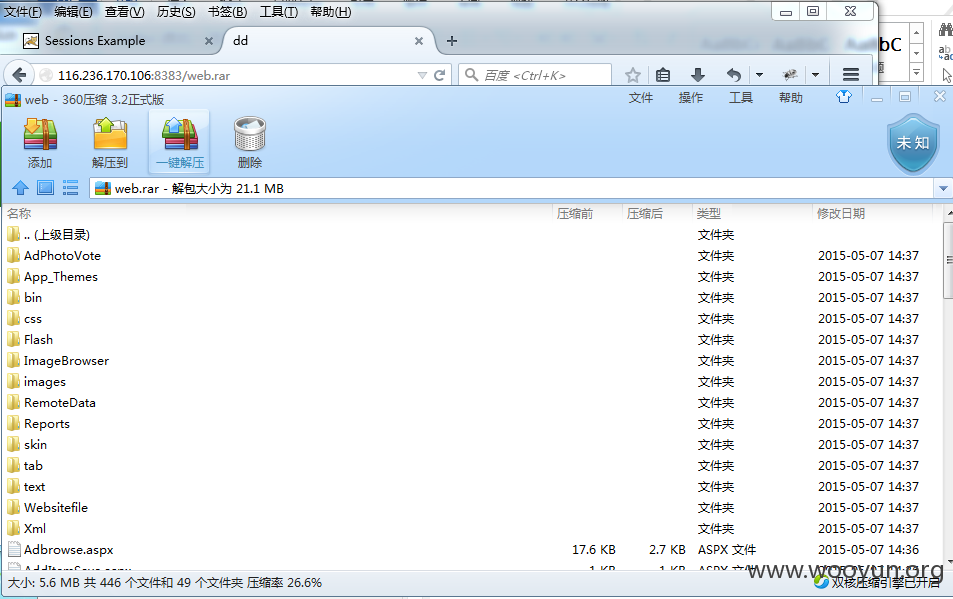 文件(F) 编辑(E) 查看(V) 历史(S) 书签(B) 工具(T) 帮助(H)
Sessions Example × dd × +
116.236.170.106:8383/web.rar 百度 <Ctrl+K>
bC
web - 360压缩 3.2正式版 文件 操作 工具 帮助
添加 解压到 一键解压 删除 未知
web.rar - 解包大小为 21.1 MB
名称 压缩前 压缩后 类型 修改日期
.. (上级目录) 文件夹
AdPhotoVote 文件夹 2015-05-07 14:37
App_Themes 文件夹 2015-05-07 14:37
bin 文件夹 2015-05-07 14:37
css 文件夹 2015-05-07 14:37
Flash 文件夹 2015-05-07 14:37
ImageBrowser 文件夹 2015-05-07 14:37
images 文件夹 2015-05-07 14:37
RemoteData 文件夹 2015-05-07 14:37
Reports 文件夹 2015-05-07 14:37
skin 文件夹 2015-05-07 14:37
tab 文件夹 2015-05-07 14:37
text 文件夹 2015-05-07 14:37
Websitefile 文件夹 2015-05-07 14:37
Xml 文件夹 2015-05-07 14:37
Adbrowse.aspx 17.6 KB 2.7 KB ASPX 文件 2015-05-07 14:36
大小: 5.6 MB 共 446 个文件和 49 个文件夹 压缩率 26.6% 双核压缩引擎已开启
www.wooyun.org